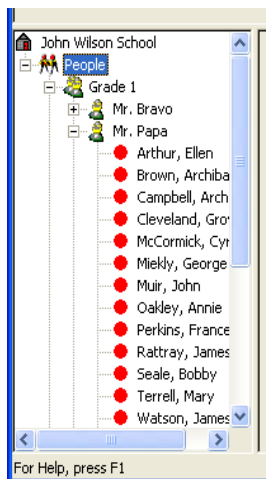 John Wilson School
People
Grade 1
Mr. Bravo
Mr. Papa
Arthur, Ellen
Brown, Archiba
Campbell, Arch
Cleveland, Gro
McCormick, Cyr
Miekly, George
Muir, John
Oakley, Annie
Perkins, France
Rattray, James
Seale, Bobby
Terrell, Mary
Watson, James
For Help, press F1